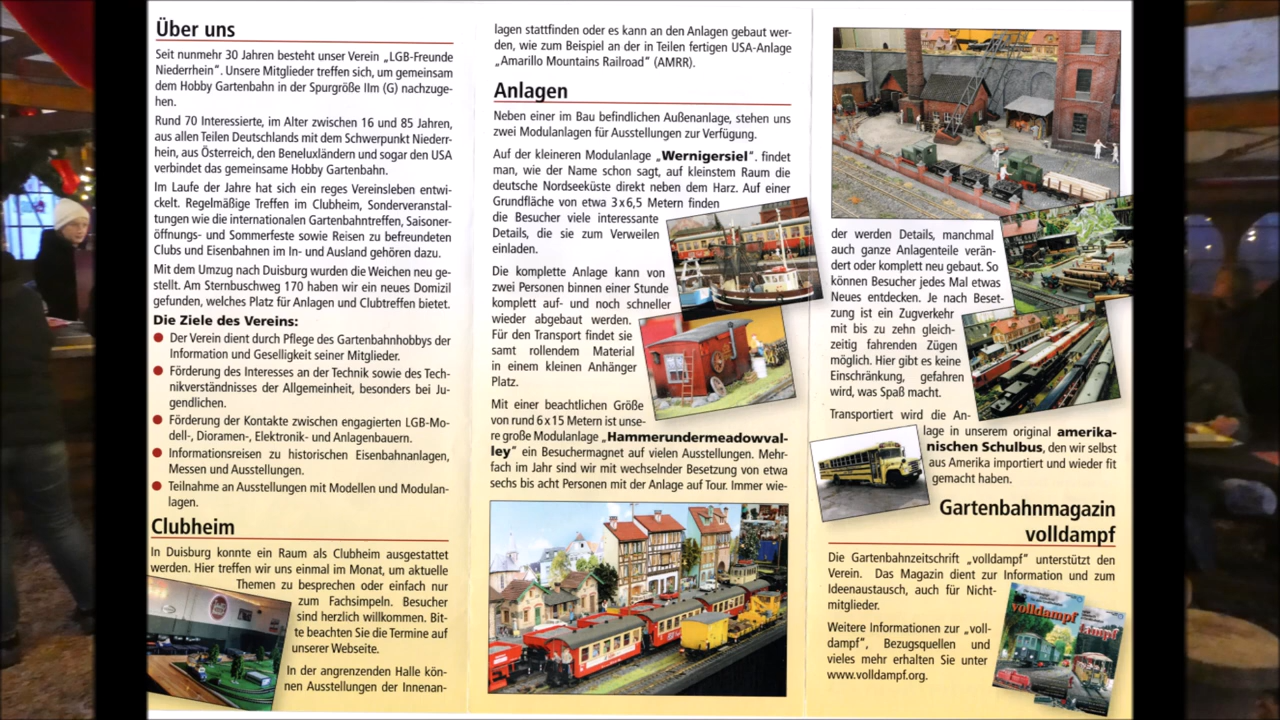 Über uns
Seit nunmehr 30 Jahren besteht unser Verein „LGB-Freunde
Niederrhein“. Unsere Mitglieder treffen sich, um gemeinsam
dem Hobby Gartenbahn in der Spurgröße IIm (G) nachzuge-
hen.
Rund 70 Interessierte, im Alter zwischen 16 und 85 Jahren,
aus allen Teilen Deutschlands mit dem Schwerpunkt Niederr-
hein, aus Österreich, den Beneluxländern und sogar den USA
verbindet das gemeinsame Hobby Gartenbahn.
Im Laufe der Jahre hat sich ein reges Vereinsleben entwi-
ckelt. Regelmäßige Treffen im Clubheim, Sonderveranstal-
tungen wie die internationalen Gartenbahntreffen, Saisoner-
öffnungs- und Sommerfeste sowie Reisen zu befreundeten
Clubs und Eisenbahnen im In- und Ausland gehören dazu.
Mit dem Umzug nach Duisburg wurden die Weichen neu ge-
stellt. Am Sternbuschweg 170 haben wir ein neues Domizil
gefunden, welches Platz für Anlagen und Clubtreffen bietet.
Die Ziele des Vereins:
● Der Verein dient durch Pflege des Gartenbahnhobbys der
Information und Geselligkeit seiner Mitglieder.
● Förderung des Interesses an der Technik sowie des Tech-
nikverständnisses der Allgemeinheit, besonders bei Ju-
gendlichen.
● Förderung der Kontakte zwischen engagierten LGB-Mo-
dell-, Dioramen-, Elektronik- und Anlagenbauern.
● Informationsreisen zu historischen Eisenbahnanlagen,
Messen und Ausstellungen.
● Teilnahme an Ausstellungen mit Modellen und Modulan-
lagen.
Clubheim
In Duisburg konnte ein Raum als Clubheim ausgestattet
werden. Hier treffen wir uns einmal im Monat, um aktuelle
Themen zu besprechen oder einfach nur
zum Fachsimpeln. Besucher
sind herzlich willkommen. Bit-
te beachten Sie die Termine auf
unserer Webseite.
In der angrenzenden Halle kön-
nen Ausstellungen der Innenan-
lagen stattfinden oder es kann an den Anlagen gebaut wer-
den, wie zum Beispiel an der in Teilen fertigen USA-Anlage
„Amarillo Mountains Railroad“ (AMRR).
Anlagen
Neben einer im Bau befindlichen Außenanlage, stehen uns
zwei Modulanlagen für Ausstellungen zur Verfügung.
Auf der kleineren Modulanlage „Wernigersiel“. findet
man, wie der Name schon sagt, auf kleinstem Raum die
deutsche Nordseeküste direkt neben dem Harz. Auf einer
Grundfläche von etwa 3x6,5 Metern finden
die Besucher viele interessante
Details, die sie zum Verweilen
einladen.
Die komplette Anlage kann von
zwei Personen binnen einer Stunde
komplett auf- und noch schneller
wieder abgebaut werden.
Für den Transport findet sie
samt rollendem Material
in einem kleinen Anhänger
Platz.
Mit einer beachtlichen Größe
von rund 6x15 Metern ist unse-
re große Modulanlage „Hammerundermeadowval-
ley“ ein Besuchermagnet auf vielen Ausstellungen. Mehr-
fach im Jahr sind wir mit wechselnder Besetzung von etwa
sechs bis acht Personen mit der Anlage auf Tour. Immer wie-
der werden Details, manchmal
auch ganze Anlagenteile verän-
dert oder komplett neu gebaut. So
können Besucher jedes Mal etwas
Neues entdecken. Je nach Beset-
zung ist ein Zugverkehr
mit bis zu zehn gleich-
zeitig fahrenden Zügen
möglich. Hier gibt es keine
Einschränkung, gefahren
wird, was Spaß macht.
Transportiert wird die An-
lage in unserem original amerika-
nischen Schulbus, den wir selbst
aus Amerika importiert und wieder fit
gemacht haben.
Gartenbahnmagazin
volldampf
Die Gartenbahnzeitschrift „volldampf“ unterstützt den
Verein. Das Magazin dient zur Information und zum
Ideenaustausch, auch für Nicht-
mitglieder.
Weitere Informationen zur „voll-
dampf“, Bezugsquellen und
vieles mehr erhalten Sie unter
www.volldampf.org.
volldampf